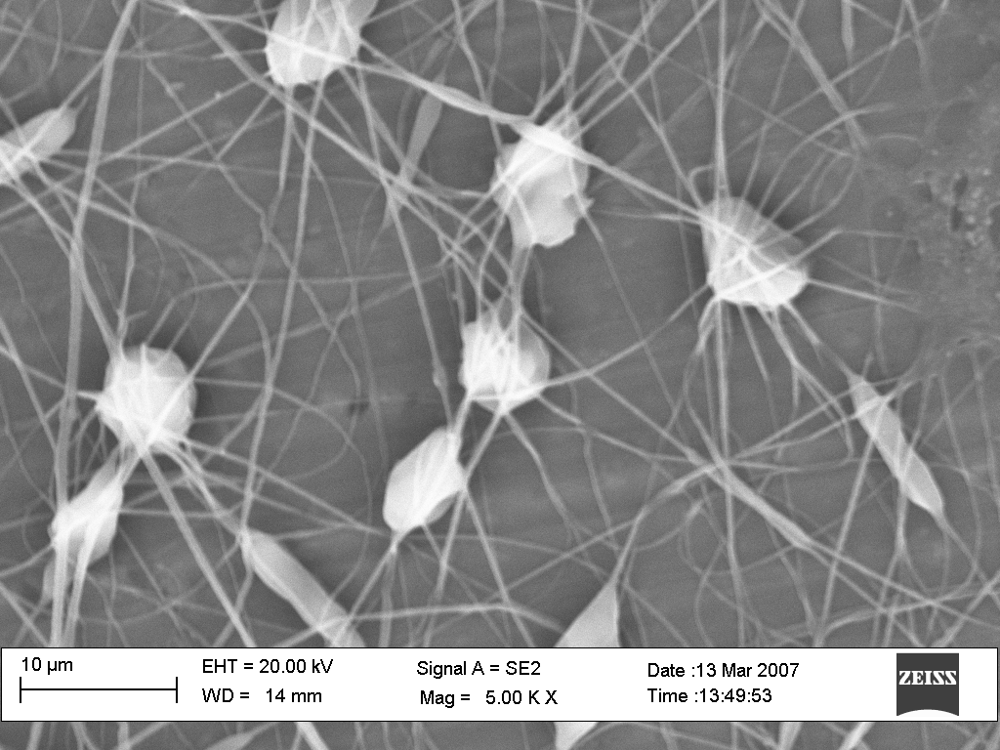 10 µm
EHT = 20.00 kV
WD = 14 mm
Signal A = SE2
Mag = 5.00 K X
Date :13 Mar 2007
Time :13:49:53
ZEISS